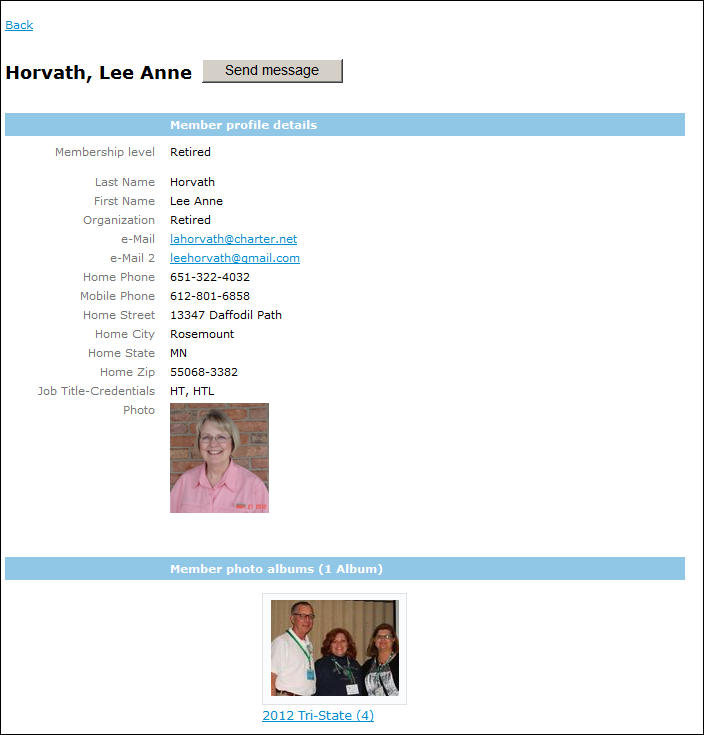 Back
Horvath, Lee Anne Send message
Member profile details
Membership level Retired
Last Name Horvath
First Name Lee Anne
Organization Retired
e-Mail lahorvath@charter.net
e-Mail 2 leehorvath@gmail.com
Home Phone 651-322-4032
Mobile Phone 612-801-6858
Home Street 13347 Daffodil Path
Home City Rosemount
Home State MN
Home Zip 55068-3382
Job Title-Credentials HT, HTL
Photo
Member photo albums (1 Album)
2012 Tri-State (4)